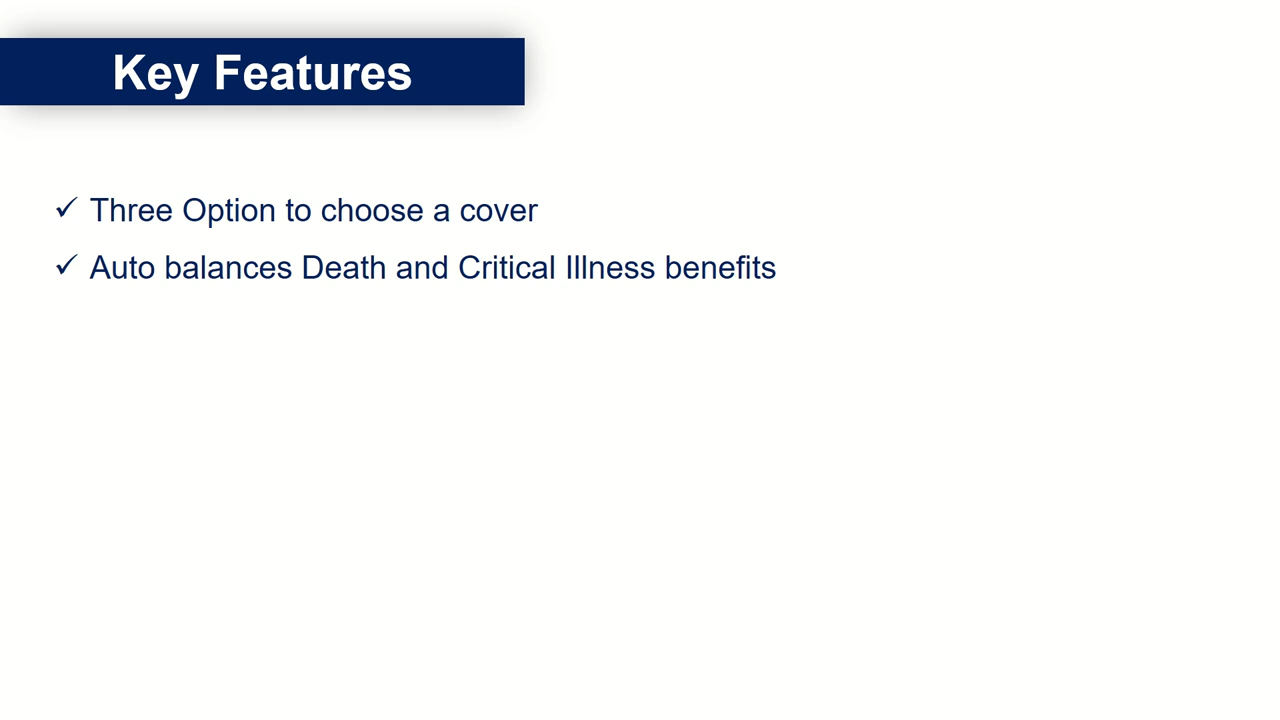 Key Features
✓ Three Option to choose a cover
✓ Auto balances Death and Critical Illness benefits